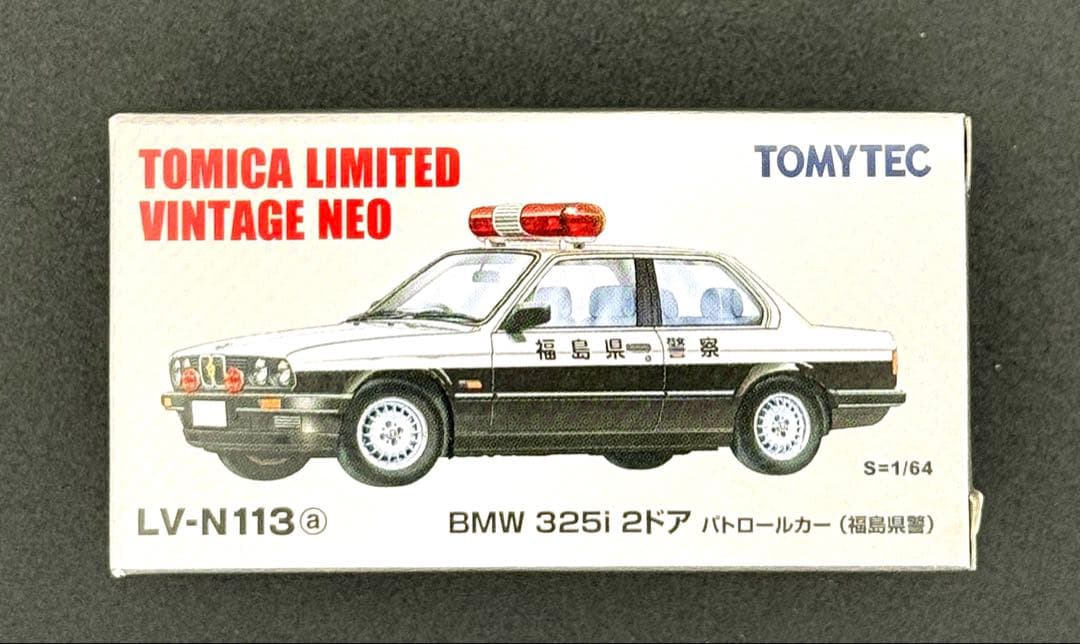 TOMICA LIMITED
VINTAGE NEO
TOMYTEC
福島県警察
S=1/64
LV-N113ⓐ
BMW 325i 2ドア パトロールカー（福島県警）